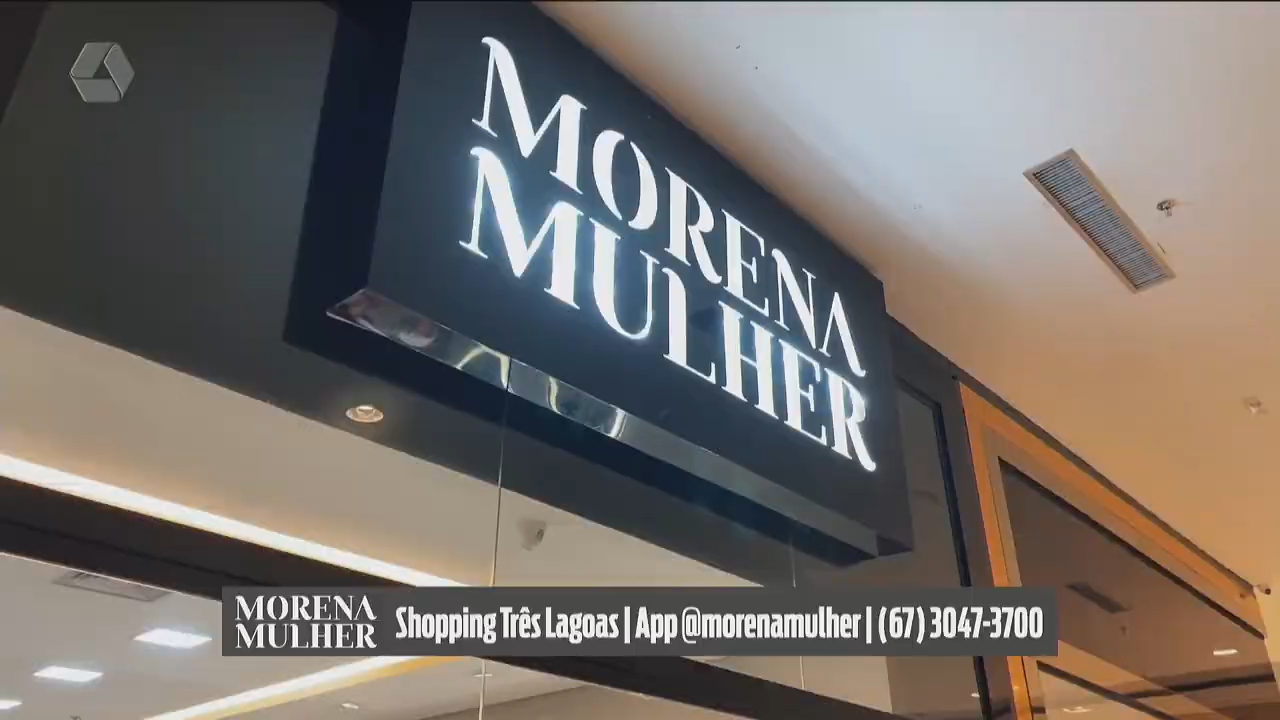 MORENA
MULHER
MORENA
MULHER
Shopping Três Lagoas | App @morenamulher | (67) 3047-3700